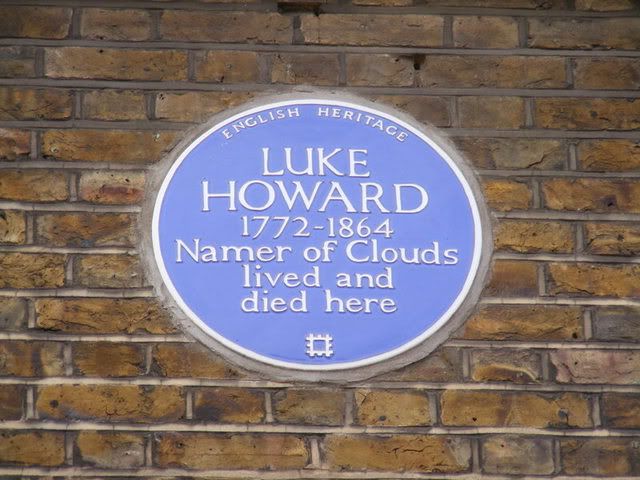 ENGLISH HERITAGE
LUKE
HOWARD
1772-1864
Namer of Clouds
lived and
died here